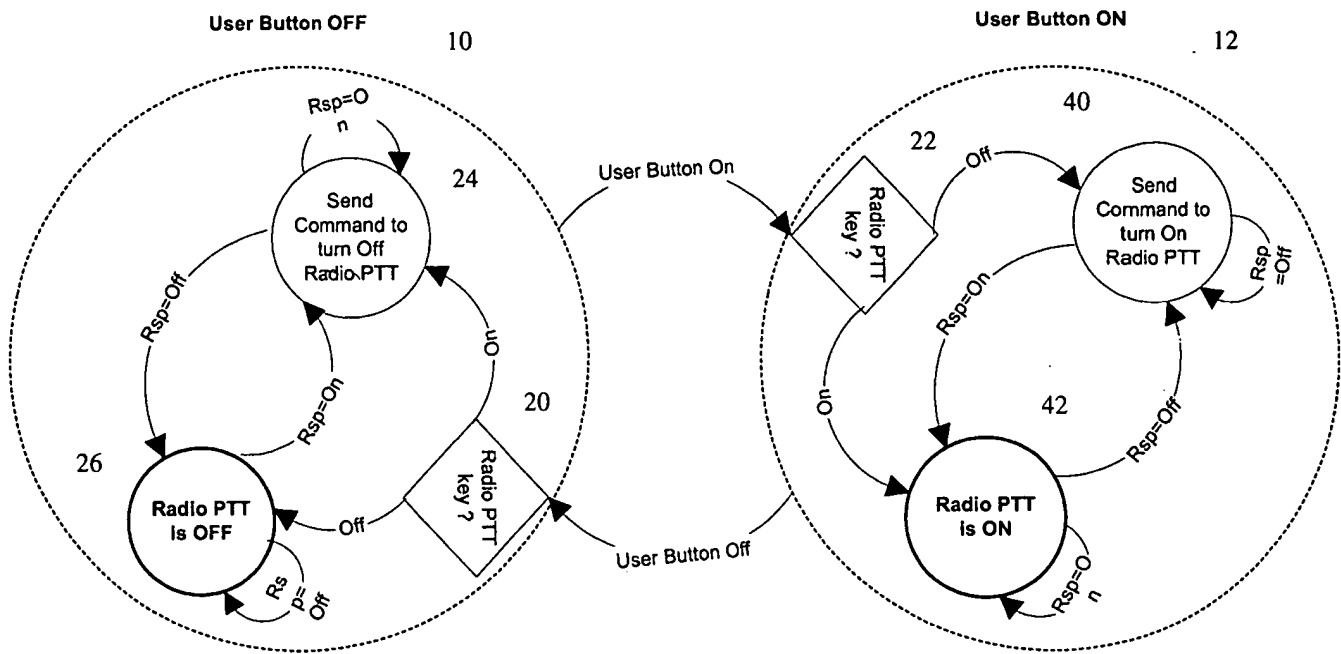 User Button OFF
10
User Button ON
12
Rsp=O
n
24
Send
Command to
turn Off
Radio PTT
Rsp=Off
Rsp=On
On
20
Radio PTT
key ?
Off
26
Radio PTT
is OFF
Rs
p=
Off
User Button On
User Button Off
22
Radio PTT
key ?
Off
40
Send
Command to
turn On
Radio PTT
Rsp
=Off
Rsp=On
On
42
Rsp=Off
Radio PTT
is ON
Rsp=O
n